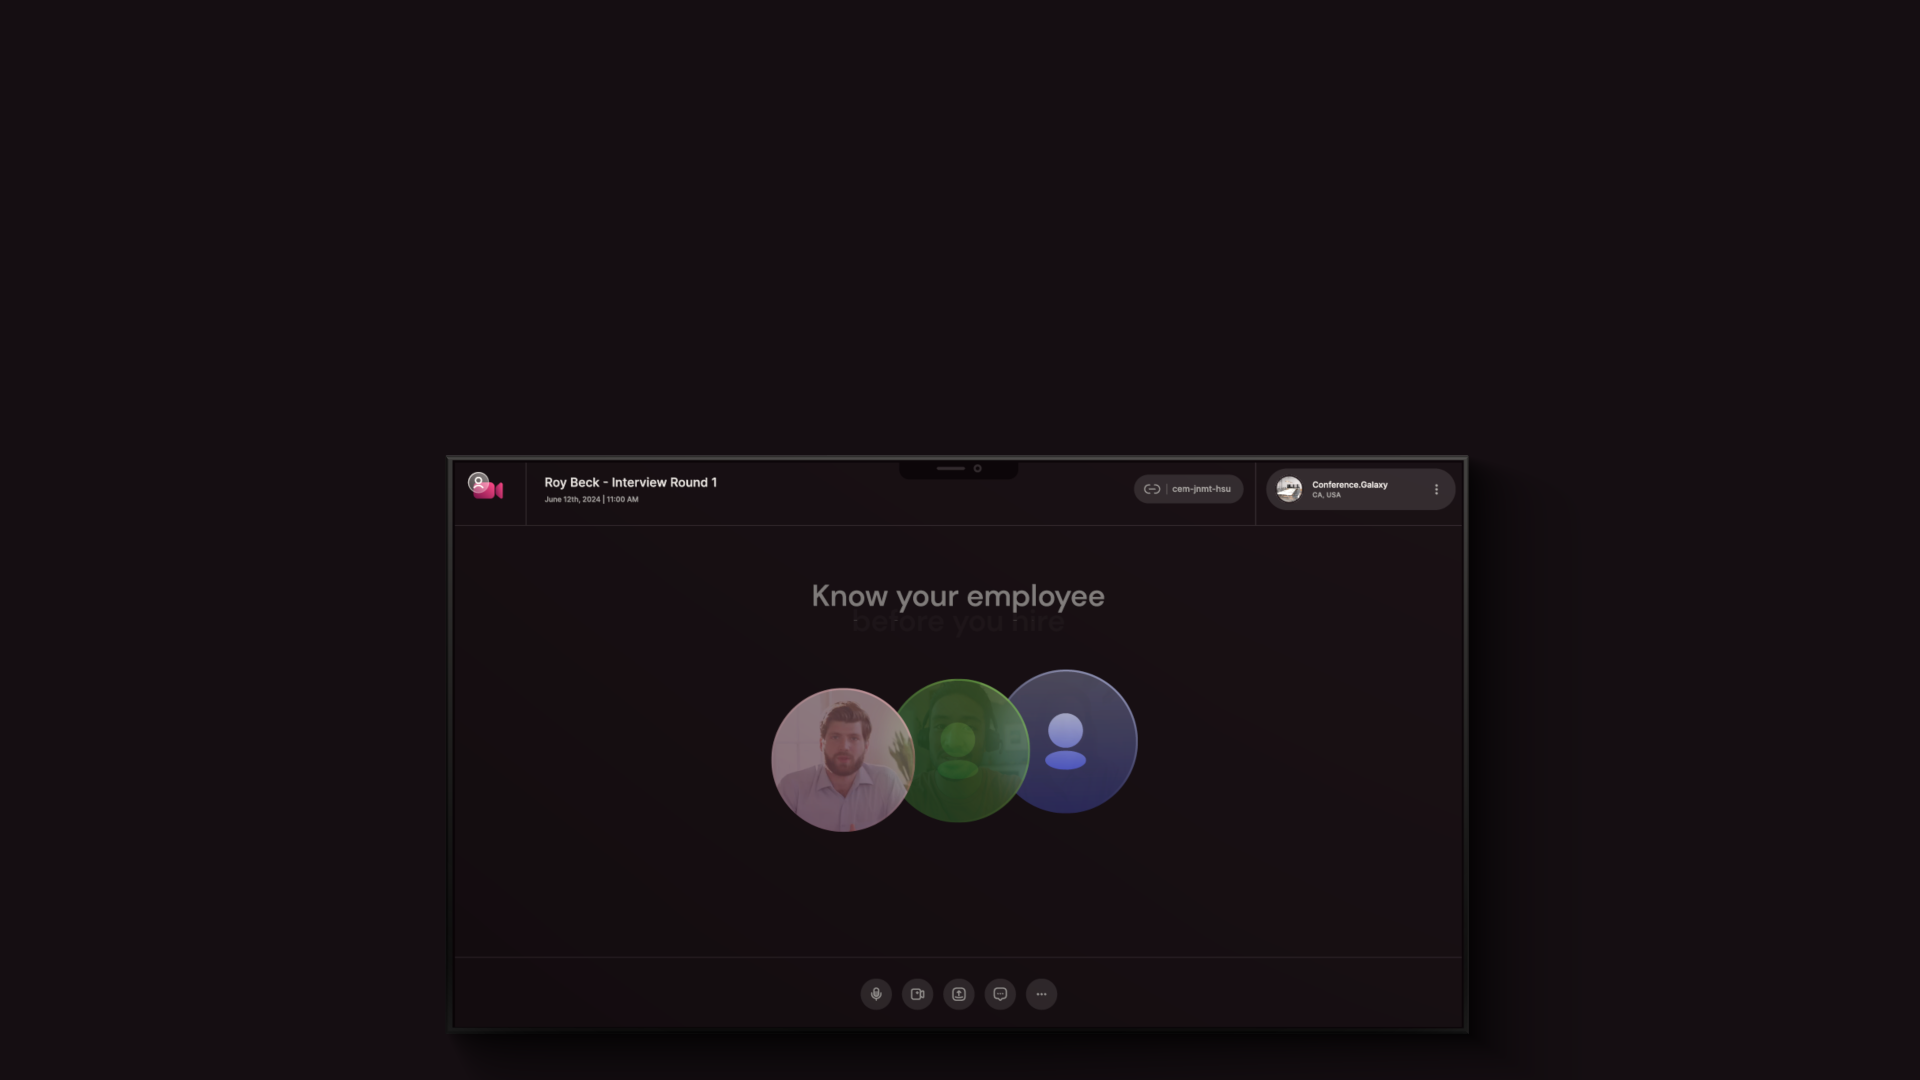 Roy Beck - Interview Round 1
June 12th, 2024 | 11:00 AM
cem-jnmt-hsu
Conference.Galaxy
CA, USA
Know your employee
before you hire